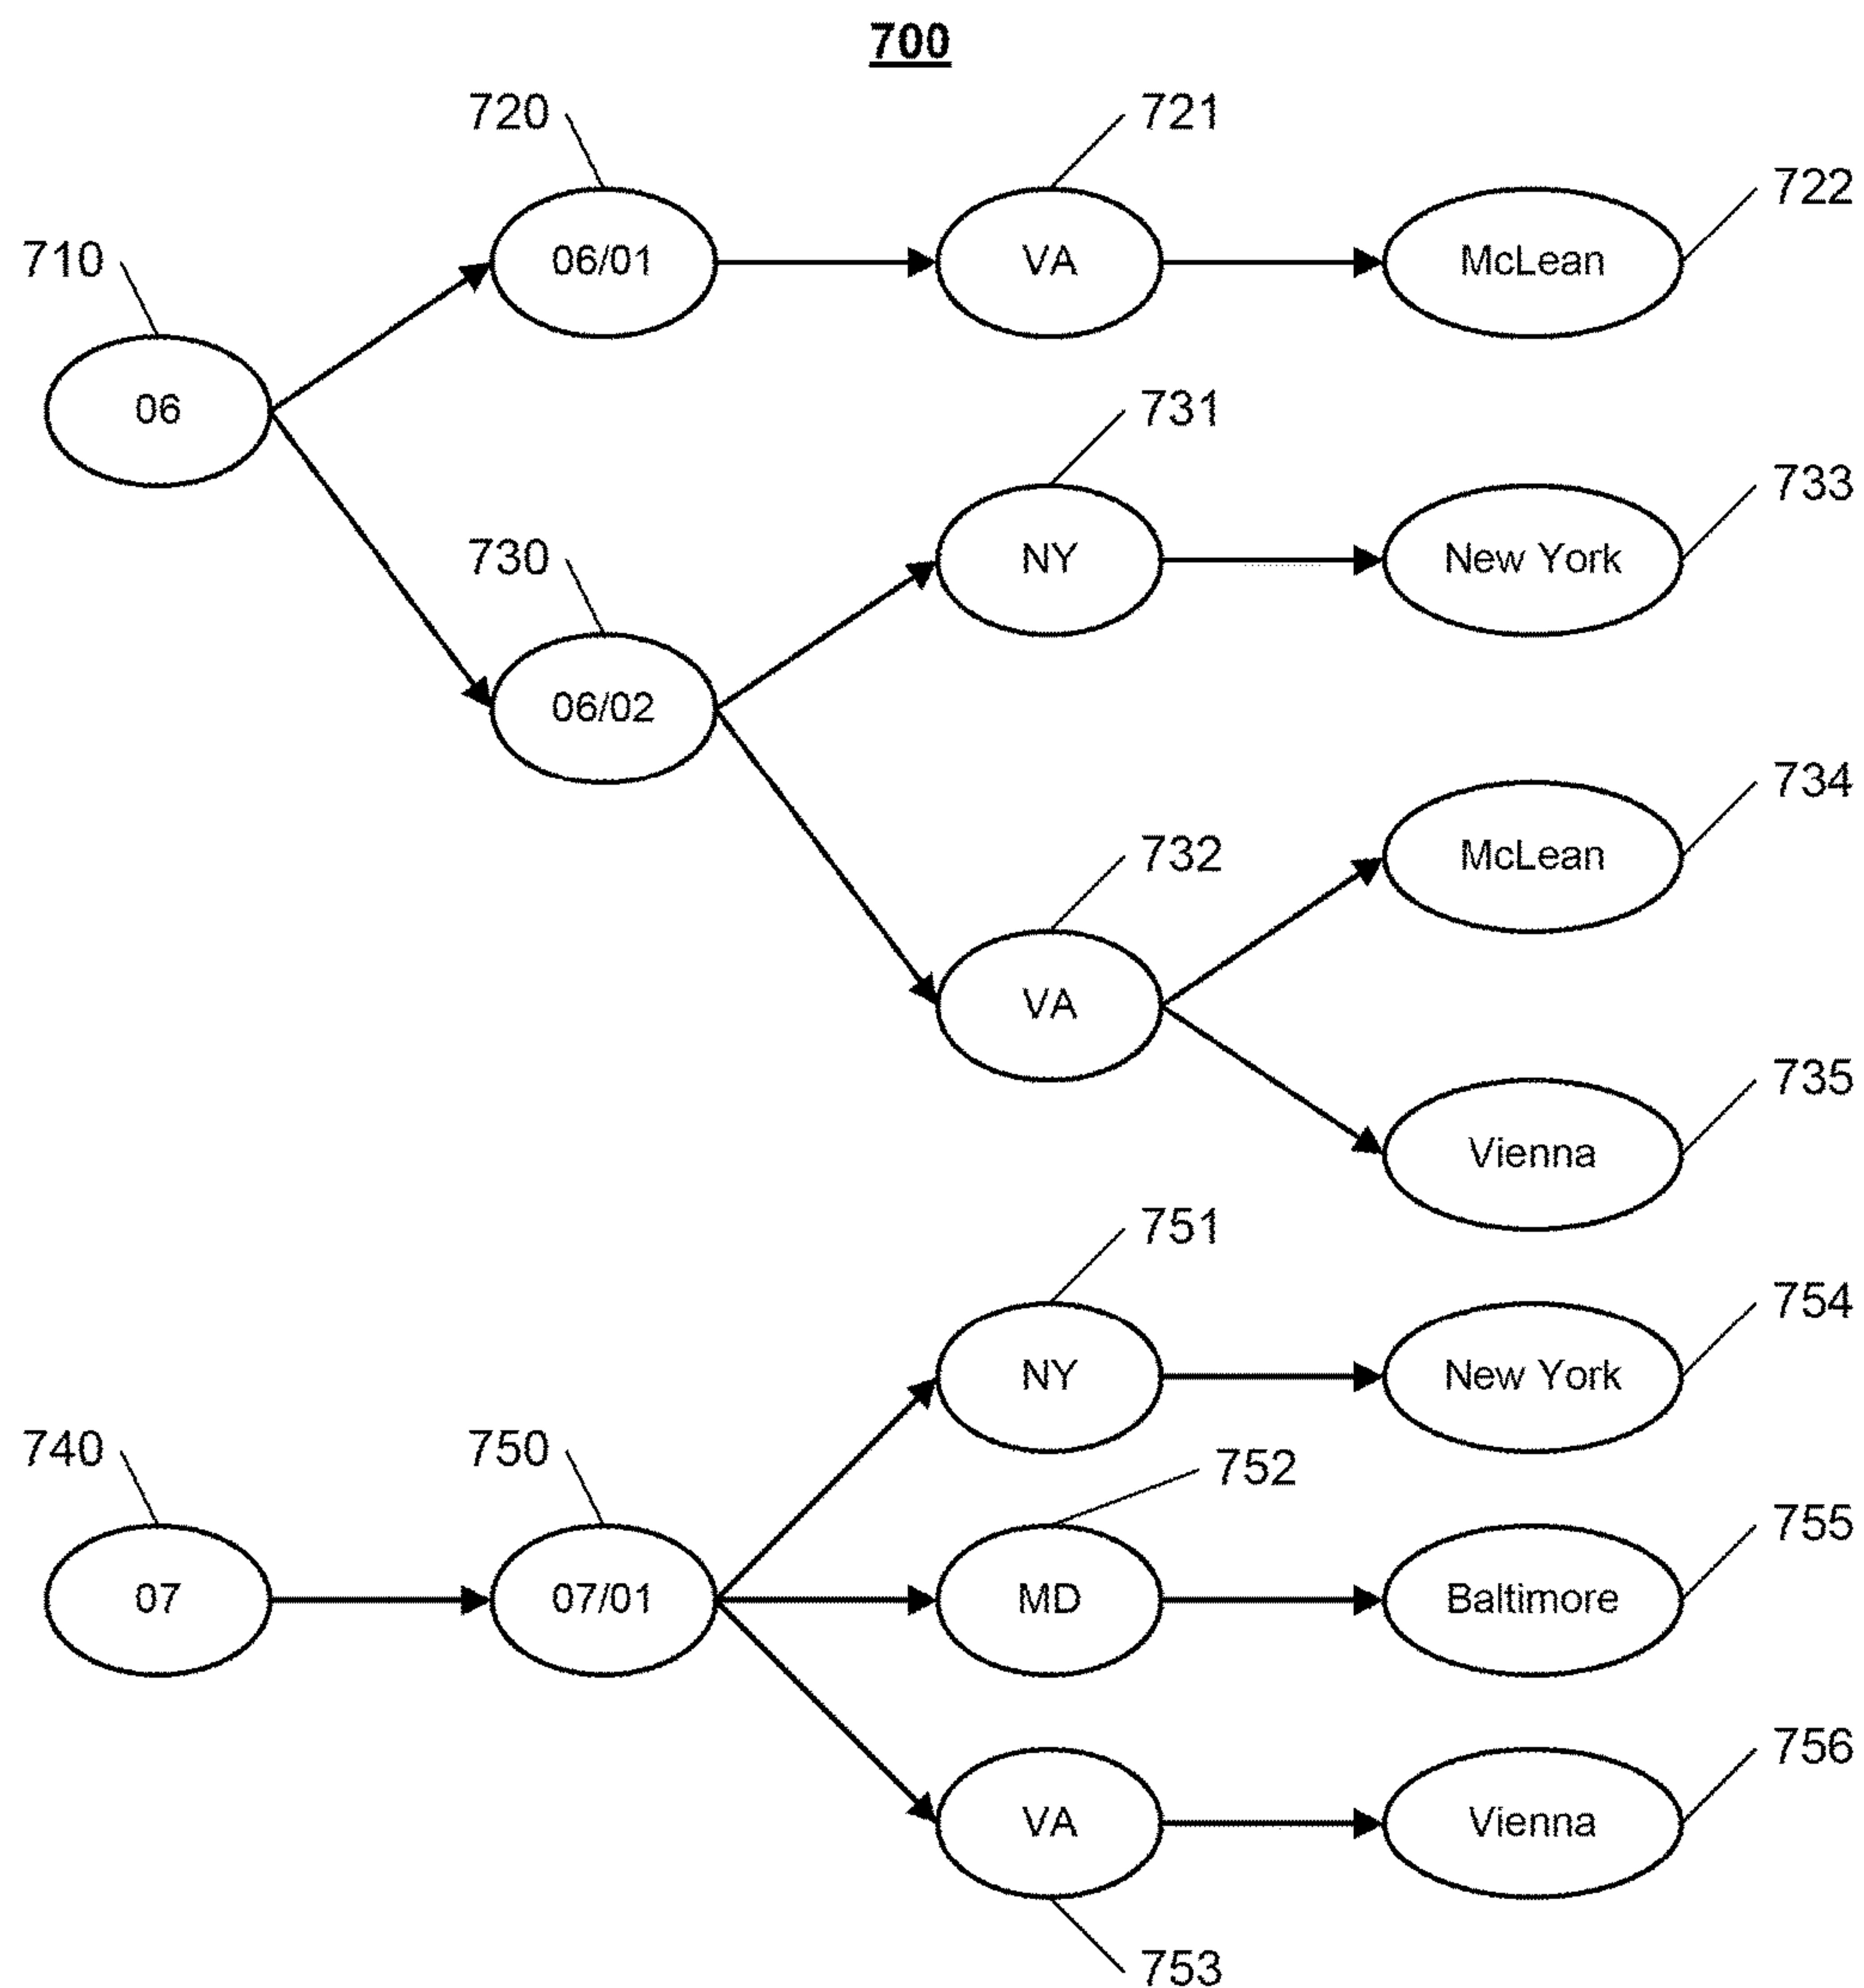 700
720
721
722
710
06/01
VA
McLean
06
731
733
730
NY
New York
06/02
734
732
McLean
VA
735
Vienna
751
754
NY
New York
740
750
752
755
07
07/01
MD
Baltimore
756
VA
Vienna
753